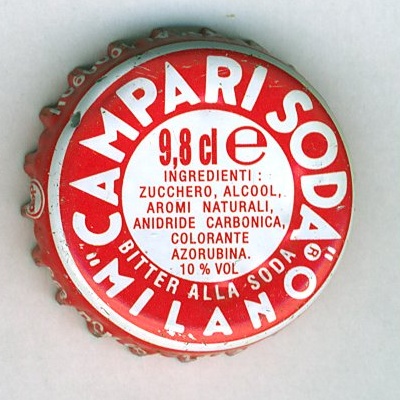 "CAMPARI SODA"®
9,8 cl e
INGREDIENTI :
ZUCCHERO, ALCOOL,
AROMI NATURALI,
ANIDRIDE CARBONICA,
COLORANTE
AZORUBINA.
10 % VOL
BITTER ALLA SODA
MILANO